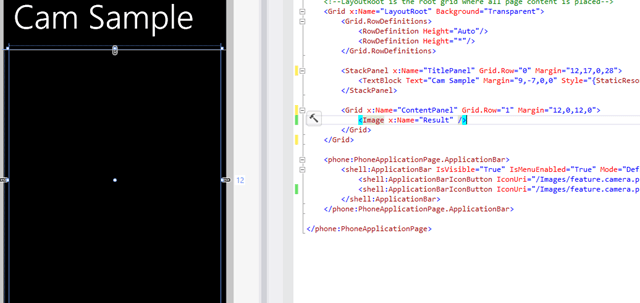 Cam Sample
12
<!--LayoutRoot is the root grid where all page content is placed-->
<Grid x:Name="LayoutRoot" Background="Transparent">
<Grid.RowDefinitions>
<RowDefinition Height="Auto"/>
<RowDefinition Height="*"/>
</Grid.RowDefinitions>
<StackPanel x:Name="TitlePanel" Grid.Row="0" Margin="12,17,0,28">
<TextBlock Text="Cam Sample" Margin="9,-7,0,0" Style="{StaticReso
</StackPanel>
<Grid x:Name="ContentPanel" Grid.Row="1" Margin="12,0,12,0">
<Image x:Name="Result" />
</Grid>
</Grid>
<phone:PhoneApplicationPage.ApplicationBar>
<shell:ApplicationBar IsVisible="True" IsMenuEnabled="True" Mode="Def
<shell:ApplicationBarIconButton IconUri="/Images/feature.camera.p
<shell:ApplicationBarIconButton IconUri="/Images/feature.camera.p
</shell:ApplicationBar>
</phone:PhoneApplicationPage.ApplicationBar>
</phone:PhoneApplicationPage>